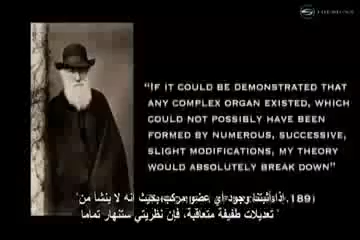 “IF IT COULD BE DEMONSTRATED THAT
ANY COMPLEX ORGAN EXISTED, WHICH
COULD NOT POSSIBLY HAVE BEEN
FORMED BY NUMEROUS, SUCCESSIVE,
SLIGHT MODIFICATIONS, MY THEORY
WOULD ABSOLUTELY BREAK DOWN”
189)
"إذا أثبتنا وجود أي عضو مركب بحيث أنه لا ينشأ من
تعديلات طفيفة متعاقبة، فإن نظريتي ستنهار تماما"